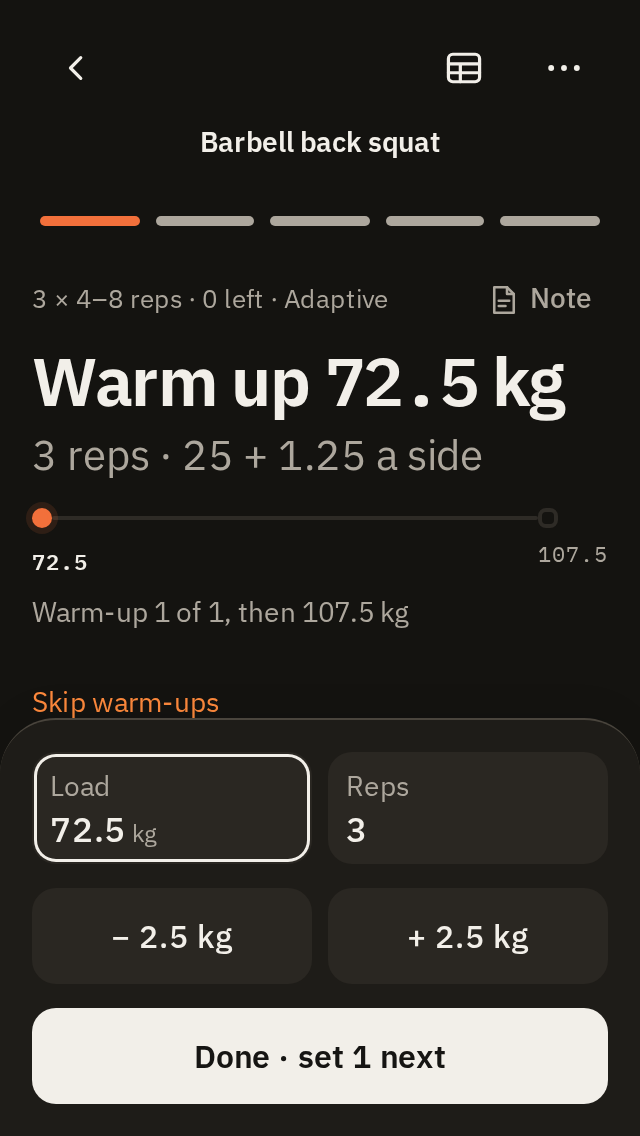 Barbell back squat
3 × 4–8 reps · 0 left · Adaptive
Note
Warm up 72.5 kg
3 reps · 25 + 1.25 a side
72.5
107.5
Warm-up 1 of 1, then 107.5 kg
Skip warm-ups
Load
72.5 kg
Reps
3
− 2.5 kg
+ 2.5 kg
Done · set 1 next